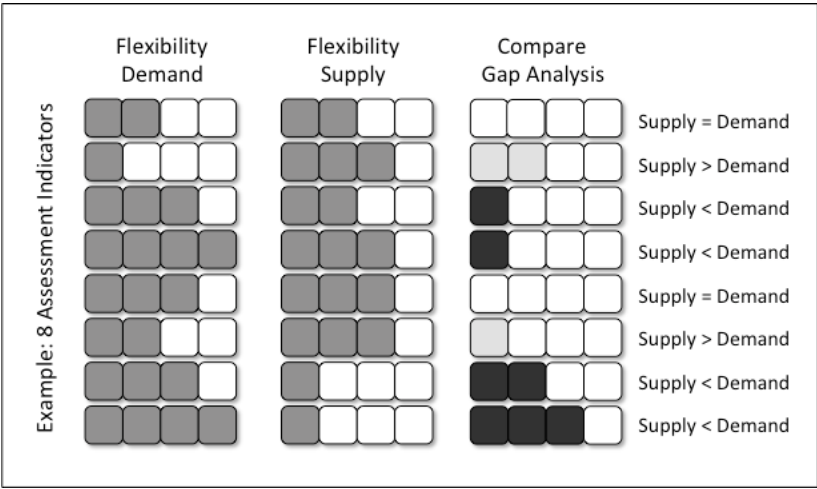 Flexibility
Demand
Flexibility
Supply
Compare
Gap Analysis
Example: 8 Assessment Indicators
Supply = Demand
Supply > Demand
Supply < Demand
Supply < Demand
Supply = Demand
Supply > Demand
Supply < Demand
Supply < Demand